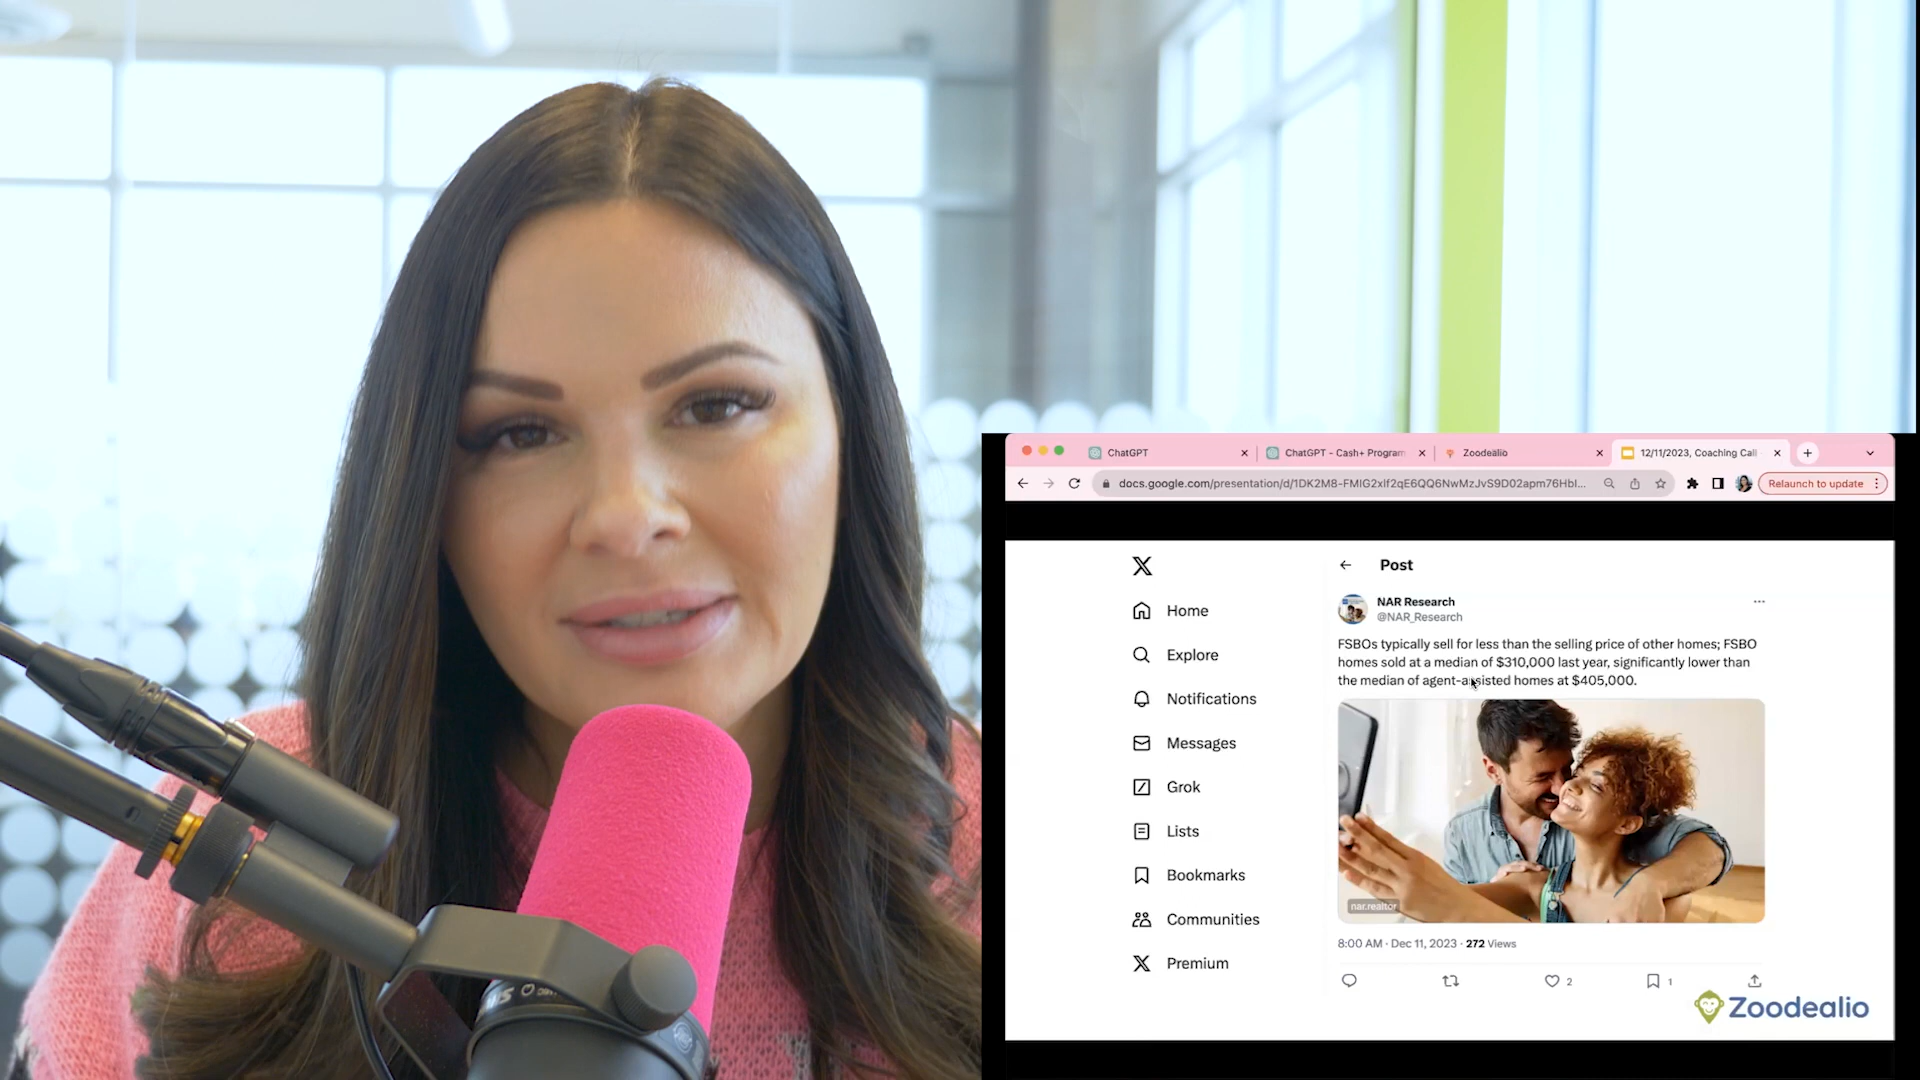 ChatGPT
ChatGPT - Cash+ Program
Zoodealio
12/11/2023, Coaching Call
docs.google.com/presentation/d/1DK2M8-FMIG2xIf2qE6QQ6NwMzJvS9D02apm76HbI...
Relaunch to update
Post
NAR Research
@NAR_Research
FSBOs typically sell for less than the selling price of other homes; FSBO
homes sold at a median of $310,000 last year, significantly lower than
the median of agent-assisted homes at $405,000.
nar.realtor
8:00 AM · Dec 11, 2023 · 272 Views
2
1
Home
Explore
Notifications
Messages
Grok
Lists
Bookmarks
Communities
Premium
Zoodealio